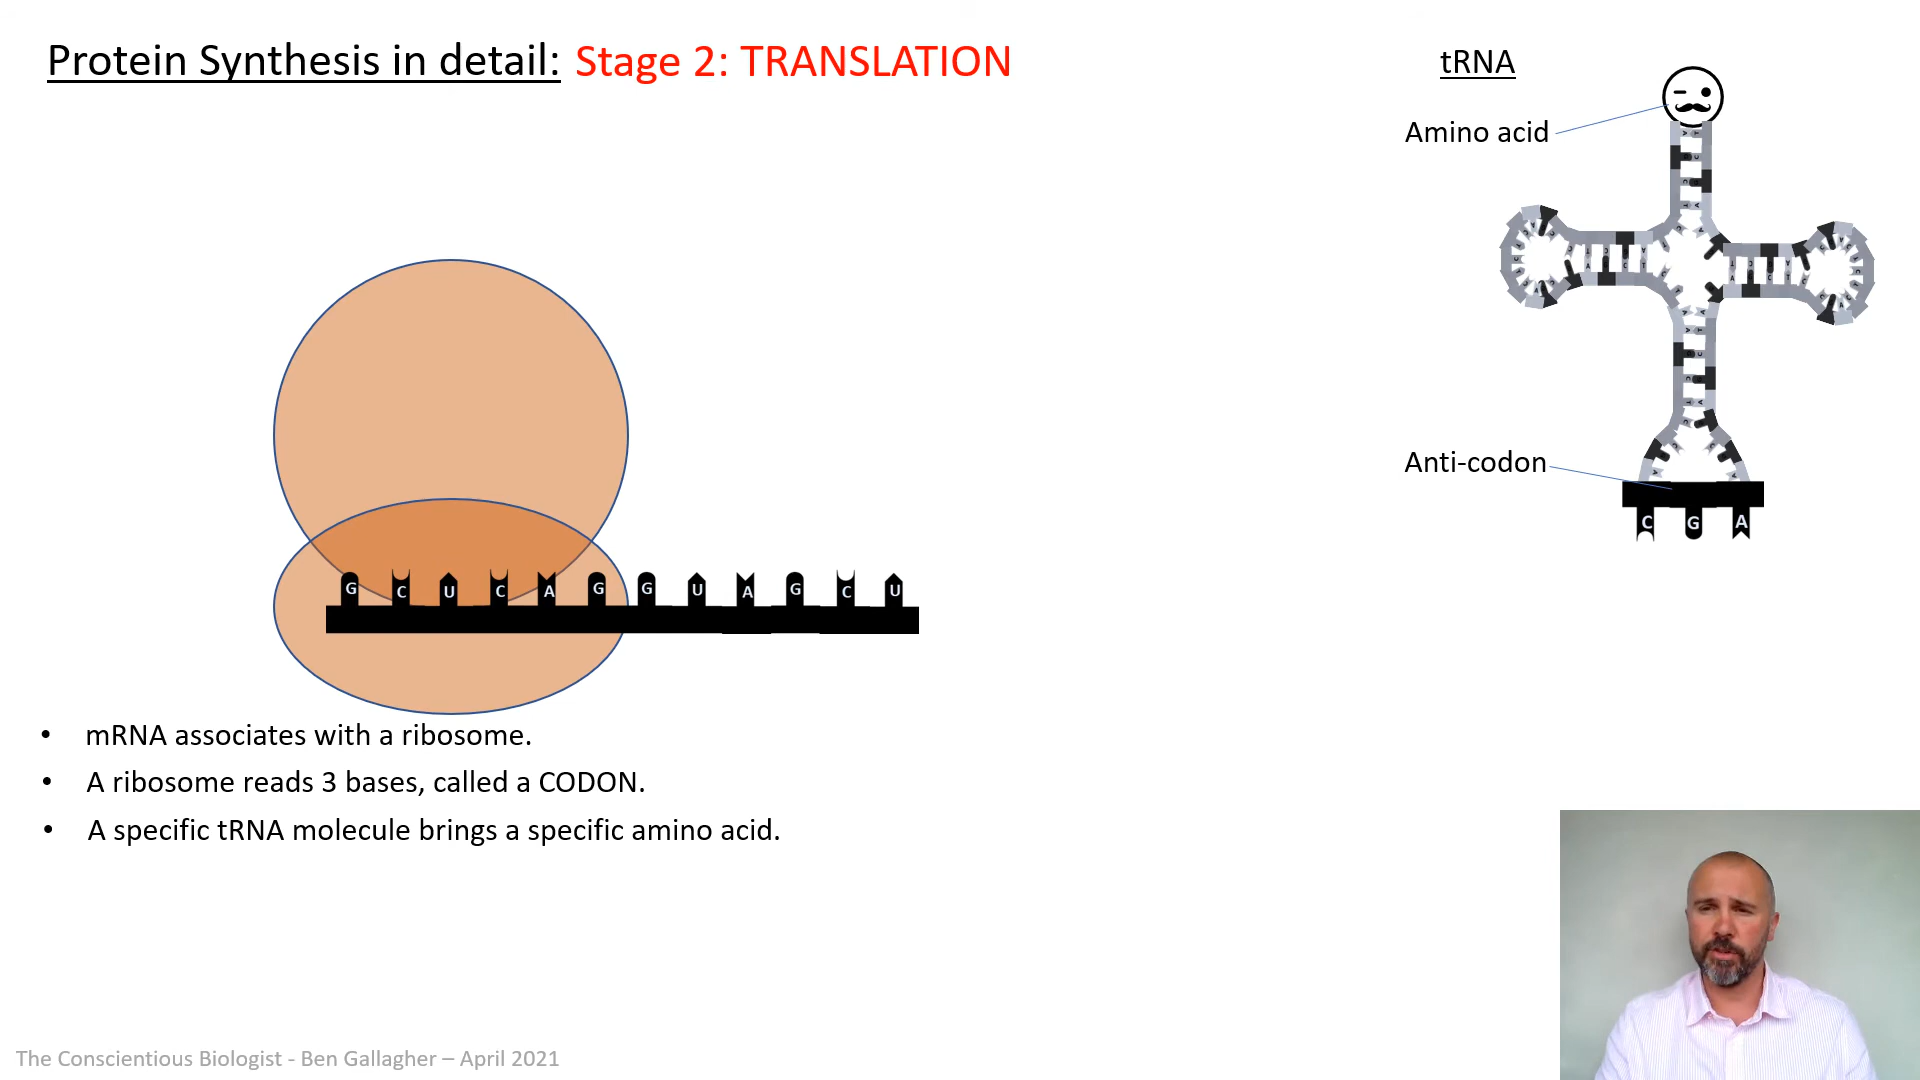 Protein Synthesis in detail: Stage 2: TRANSLATION
tRNA
Amino acid
Anti-codon
C G A
G C U C A G G U A G C U
• mRNA associates with a ribosome.
• A ribosome reads 3 bases, called a CODON.
• A specific tRNA molecule brings a specific amino acid.
The Conscientious Biologist - Ben Gallagher – April 2021